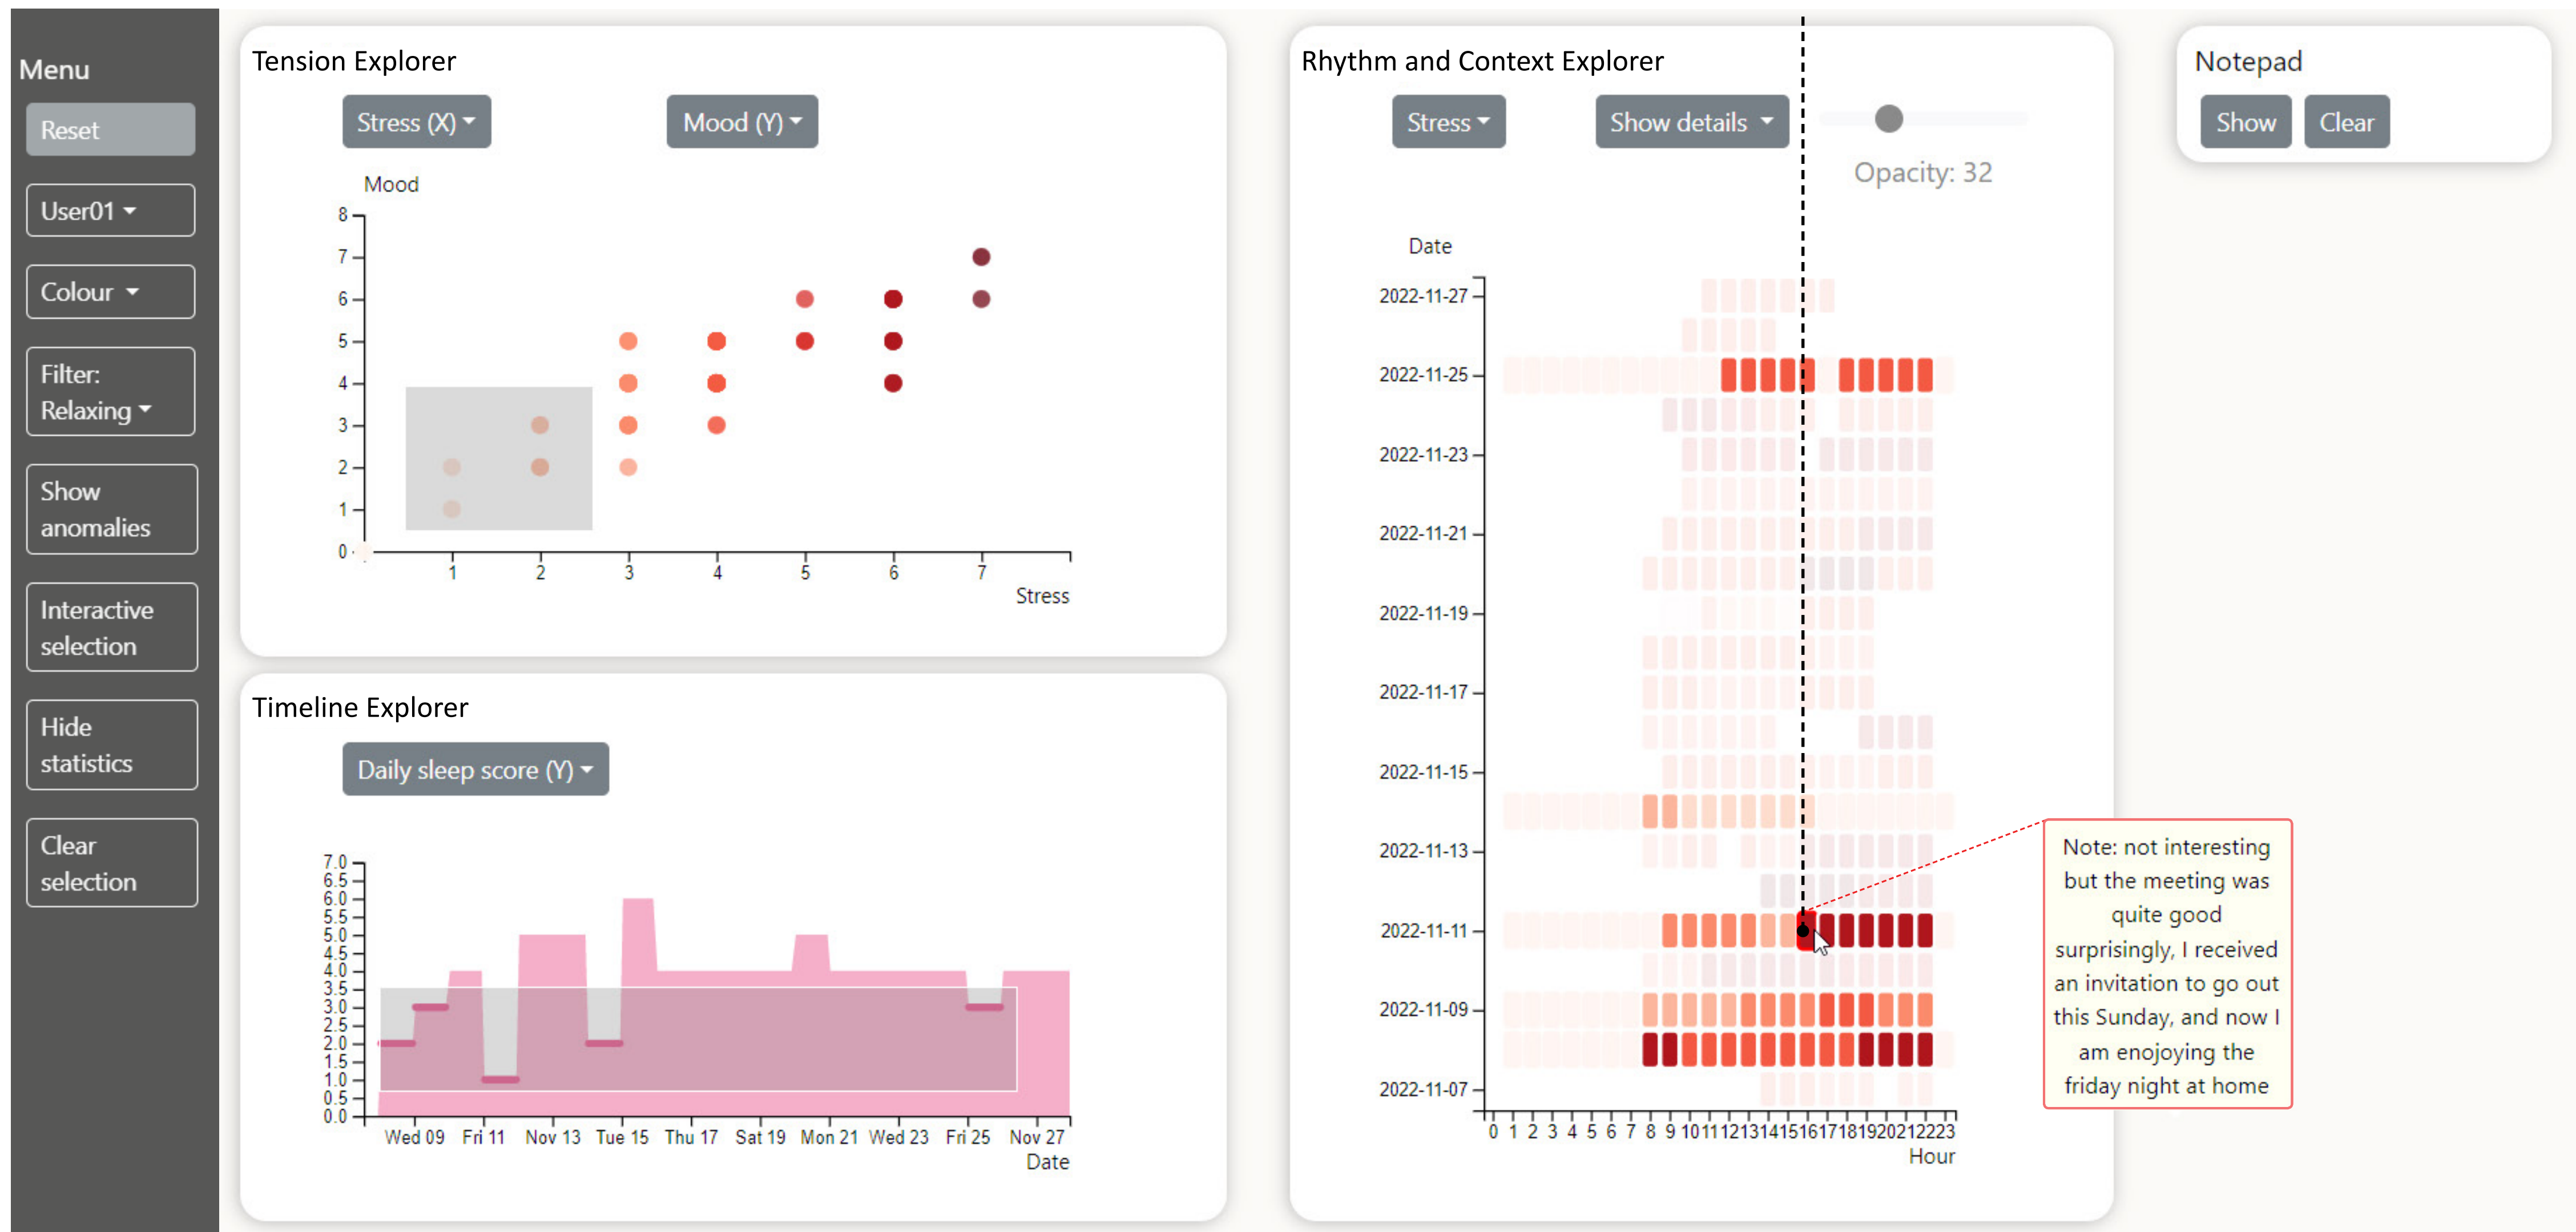 Menu
Reset
User01
Colour
Filter:
Relaxing
Show
anomalies
Interactive
selection
Hide
statistics
Clear
selection
Tension Explorer
Stress (X)
Mood (Y)
Mood
8
7
6
5
4
3
2
1
0
1 2 3 4 5 6 7
Stress
Timeline Explorer
Daily sleep score (Y)
7.0
6.5
6.0
5.5
5.0
4.5
4.0
3.5
3.0
2.5
2.0
1.5
1.0
0.5
0.0
Wed 09 Fri 11 Nov 13 Tue 15 Thu 17 Sat 19 Mon 21 Wed 23 Fri 25 Nov 27
Date
Rhythm and Context Explorer
Stress
Show details
Opacity: 32
Date
2022-11-27
2022-11-25
2022-11-23
2022-11-21
2022-11-19
2022-11-17
2022-11-15
2022-11-13
2022-11-11
2022-11-09
2022-11-07
0 1 2 3 4 5 6 7 8 9 10 11 12 13 14 15 16 17 18 19 20 21 22 23
Hour
Note: not interesting
but the meeting was
quite good
surprisingly, I received
an invitation to go out
this Sunday, and now I
am enojoying the
friday night at home
Notepad
Show
Clear